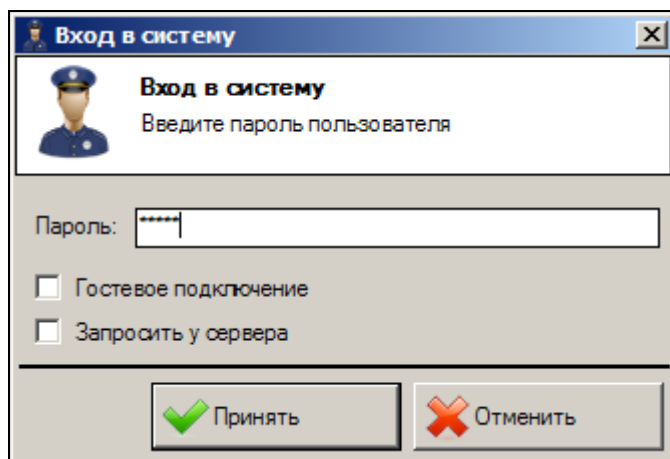 Вход в систему
Вход в систему
Введите пароль пользователя
Пароль: *****
Гостевое подключение
Запросить у сервера
Принять Отменить